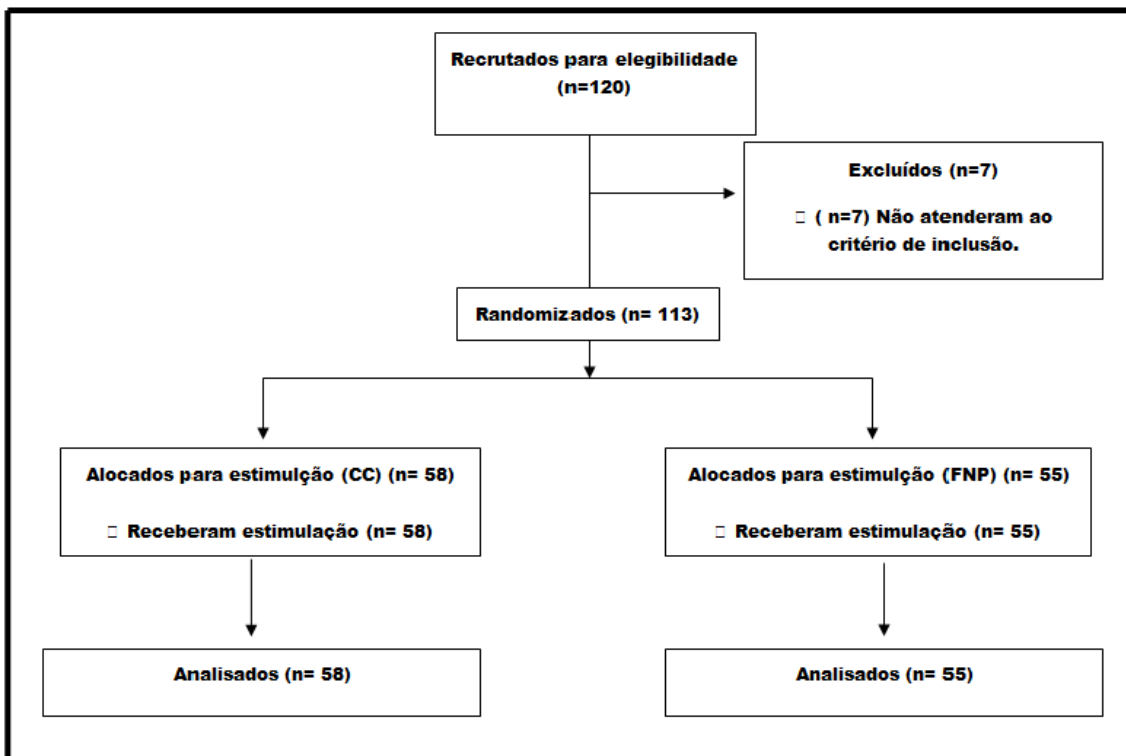 Recrutados para elegibilidade
(n=120)
Excluídos (n=7)
 ( n=7) Não atenderam ao
critério de inclusão.
Randomizados (n= 113)
Alocados para estimulção (CC) (n= 58)
 Receberam estimulação (n= 58)
Alocados para estimulção (FNP) (n= 55)
 Receberam estimulação (n= 55)
Analisados (n= 58)
Analisados (n= 55)